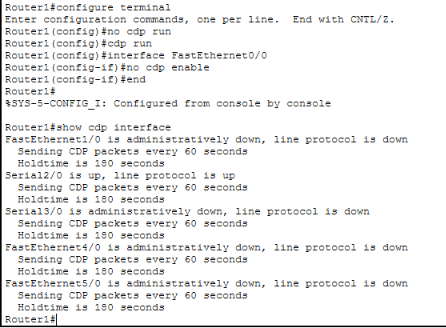 Router1#configure terminal
Enter configuration commands, one per line.  End with CNTL/Z.
Router1(config)#no cdp run
Router1(config)#cdp run
Router1(config)#interface FastEthernet0/0
Router1(config-if)#no cdp enable
Router1(config-if)#end
Router1#
%SYS-5-CONFIG_I: Configured from console by console
Router1#show cdp interface
FastEthernet1/0 is administratively down, line protocol is down
  Sending CDP packets every 60 seconds
  Holdtime is 180 seconds
Serial2/0 is up, line protocol is up
  Sending CDP packets every 60 seconds
  Holdtime is 180 seconds
Serial3/0 is administratively down, line protocol is down
  Sending CDP packets every 60 seconds
  Holdtime is 180 seconds
FastEthernet4/0 is administratively down, line protocol is down
  Sending CDP packets every 60 seconds
  Holdtime is 180 seconds
FastEthernet5/0 is administratively down, line protocol is down
  Sending CDP packets every 60 seconds
  Holdtime is 180 seconds
Router1#